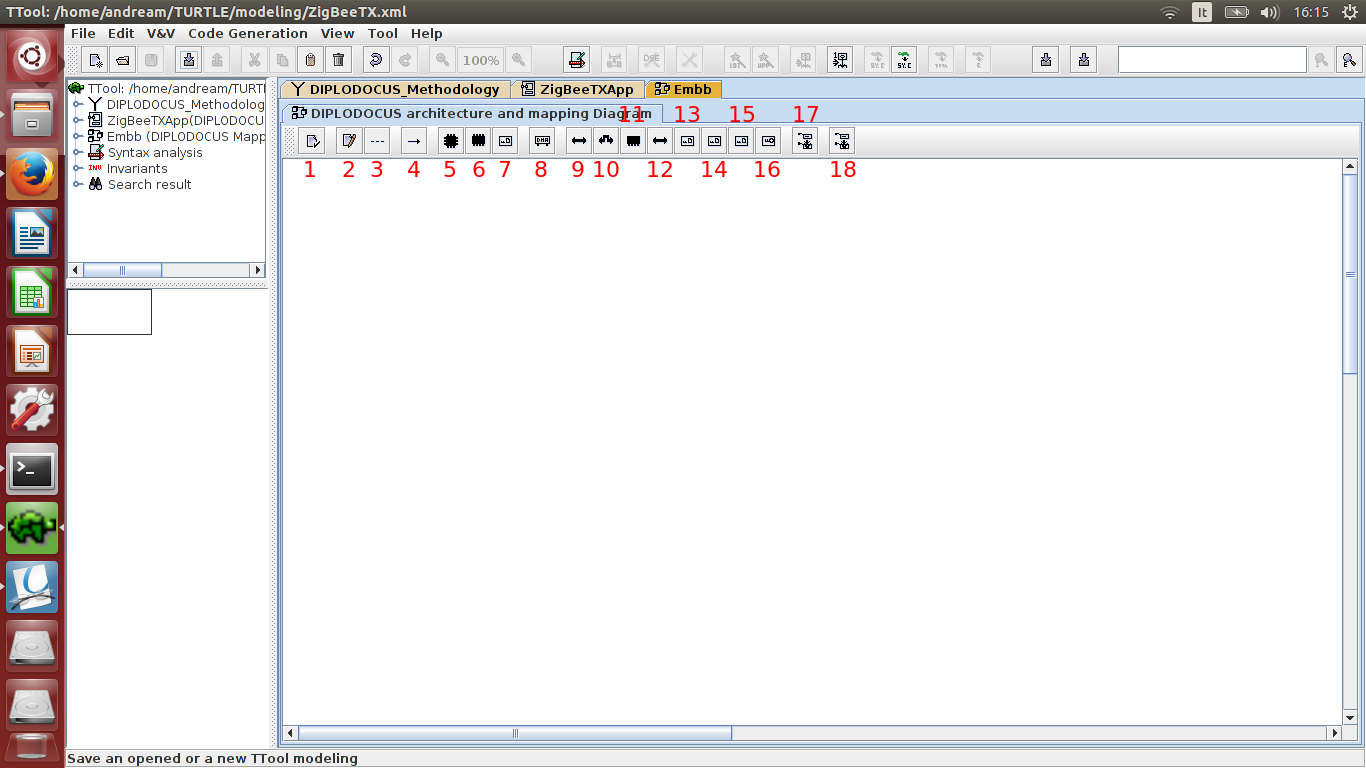 TTool: /home/andream/TURTLE/modeling/ZigBeeTX.xml
It
16:15
File Edit V&V Code Generation View Tool Help
100%
TTool: /home/andream/TURTL
DIPLODOCUS_Methodolog
ZigBeeTXApp(DIPLODOCU
Embb (DIPLODOCUS Mapp
Syntax analysis
INV Invariants
Search result
DIPLODOCUS_Methodology ZigBeeTXApp Embb
DIPLODOCUS architecture and mapping Diagram
11 13 15 17
1 2 3 4 5 6 7 8 9 10 12 14 16 18
Save an opened or a new TTool modeling